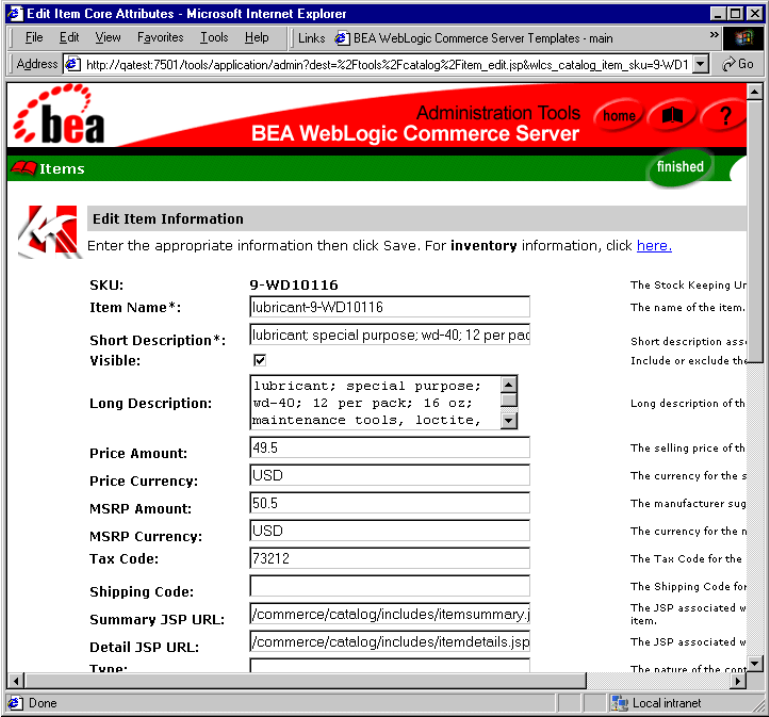 Edit Item Core Attributes - Microsoft Internet Explorer
File Edit View Favorites Tools Help Links BEA WebLogic Commerce Server Templates - main »
Address http://qatest:7501/tools/application/admin?dest=%2Ftools%2Fcatalog%2Fitem_edit.jsp&wlcs_catalog_item_sku=9-WD1 Go
bea
Administration Tools
BEA WebLogic Commerce Server
home ?
Items finished
Edit Item Information
Enter the appropriate information then click Save. For inventory information, click here.
SKU: 9-WD10116 The Stock Keeping Un
Item Name*: lubricant-9-WD10116 The name of the item.
Short Description*: lubricant; special purpose; wd-40; 12 per pac Short description asso
Visible: Include or exclude the
Long Description: lubricant; special purpose;
wd-40; 12 per pack; 16 oz;
maintenance tools, loctite,
Long description of th
Price Amount: 49.5 The selling price of th
Price Currency: USD The currency for the s
MSRP Amount: 50.5 The manufacturer sug
MSRP Currency: USD The currency for the m
Tax Code: 73212 The Tax Code for the
Shipping Code: The Shipping Code for
Summary JSP URL: /commerce/catalog/includes/itemsummary.j The JSP associated w
item.
Detail JSP URL: /commerce/catalog/includes/itemdetails.jsp The JSP associated w
Type: The nature of the cont
Done Local intranet